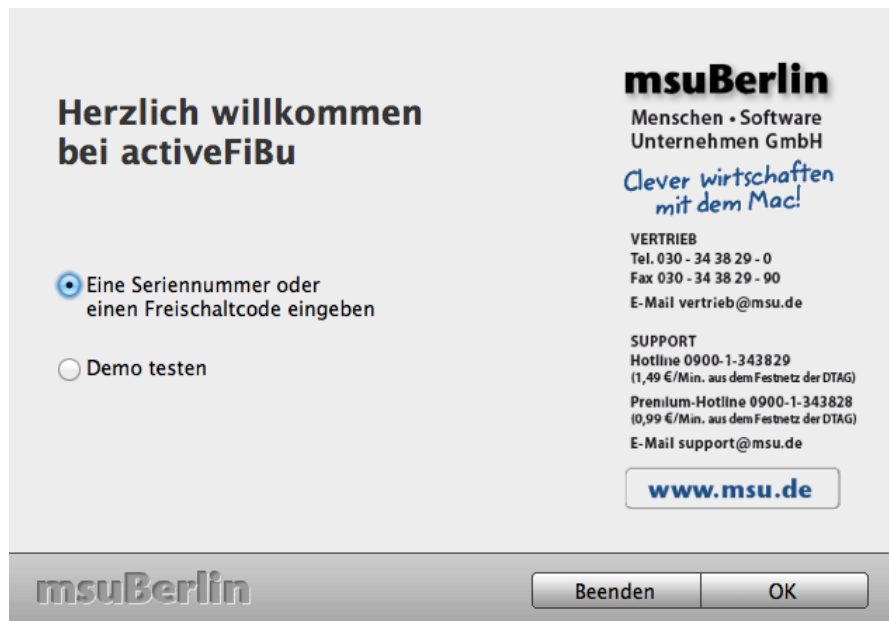 Herzlich willkommen
bei activeFiBu
Eine Seriennummer oder
einen Freischaltcode eingeben
Demo testen
msuBerlin
Menschen • Software
Unternehmen GmbH
Clever wirtschaften
mit dem Mac!
VERTRIEB
Tel. 030 - 34 38 29 - 0
Fax 030 - 34 38 29 - 90
E-Mail vertrieb@msu.de
SUPPORT
Hotline 0900-1-343829
(1,49 €/Min. aus dem Festnetz der DTAG)
Premium-Hotline 0900-1-343828
(0,99 €/Min. aus dem Festnetz der DTAG)
E-Mail support@msu.de
www.msu.de
msuBerlin
Beenden
OK